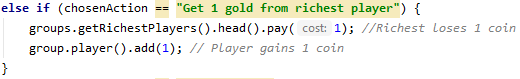 else if (chosenAction == "Get 1 gold from richest player") {
groups.getRichestPlayers().head().pay( cost: 1); //Richest loses 1 coin
group.player().add(1); // Player gains 1 coin
}